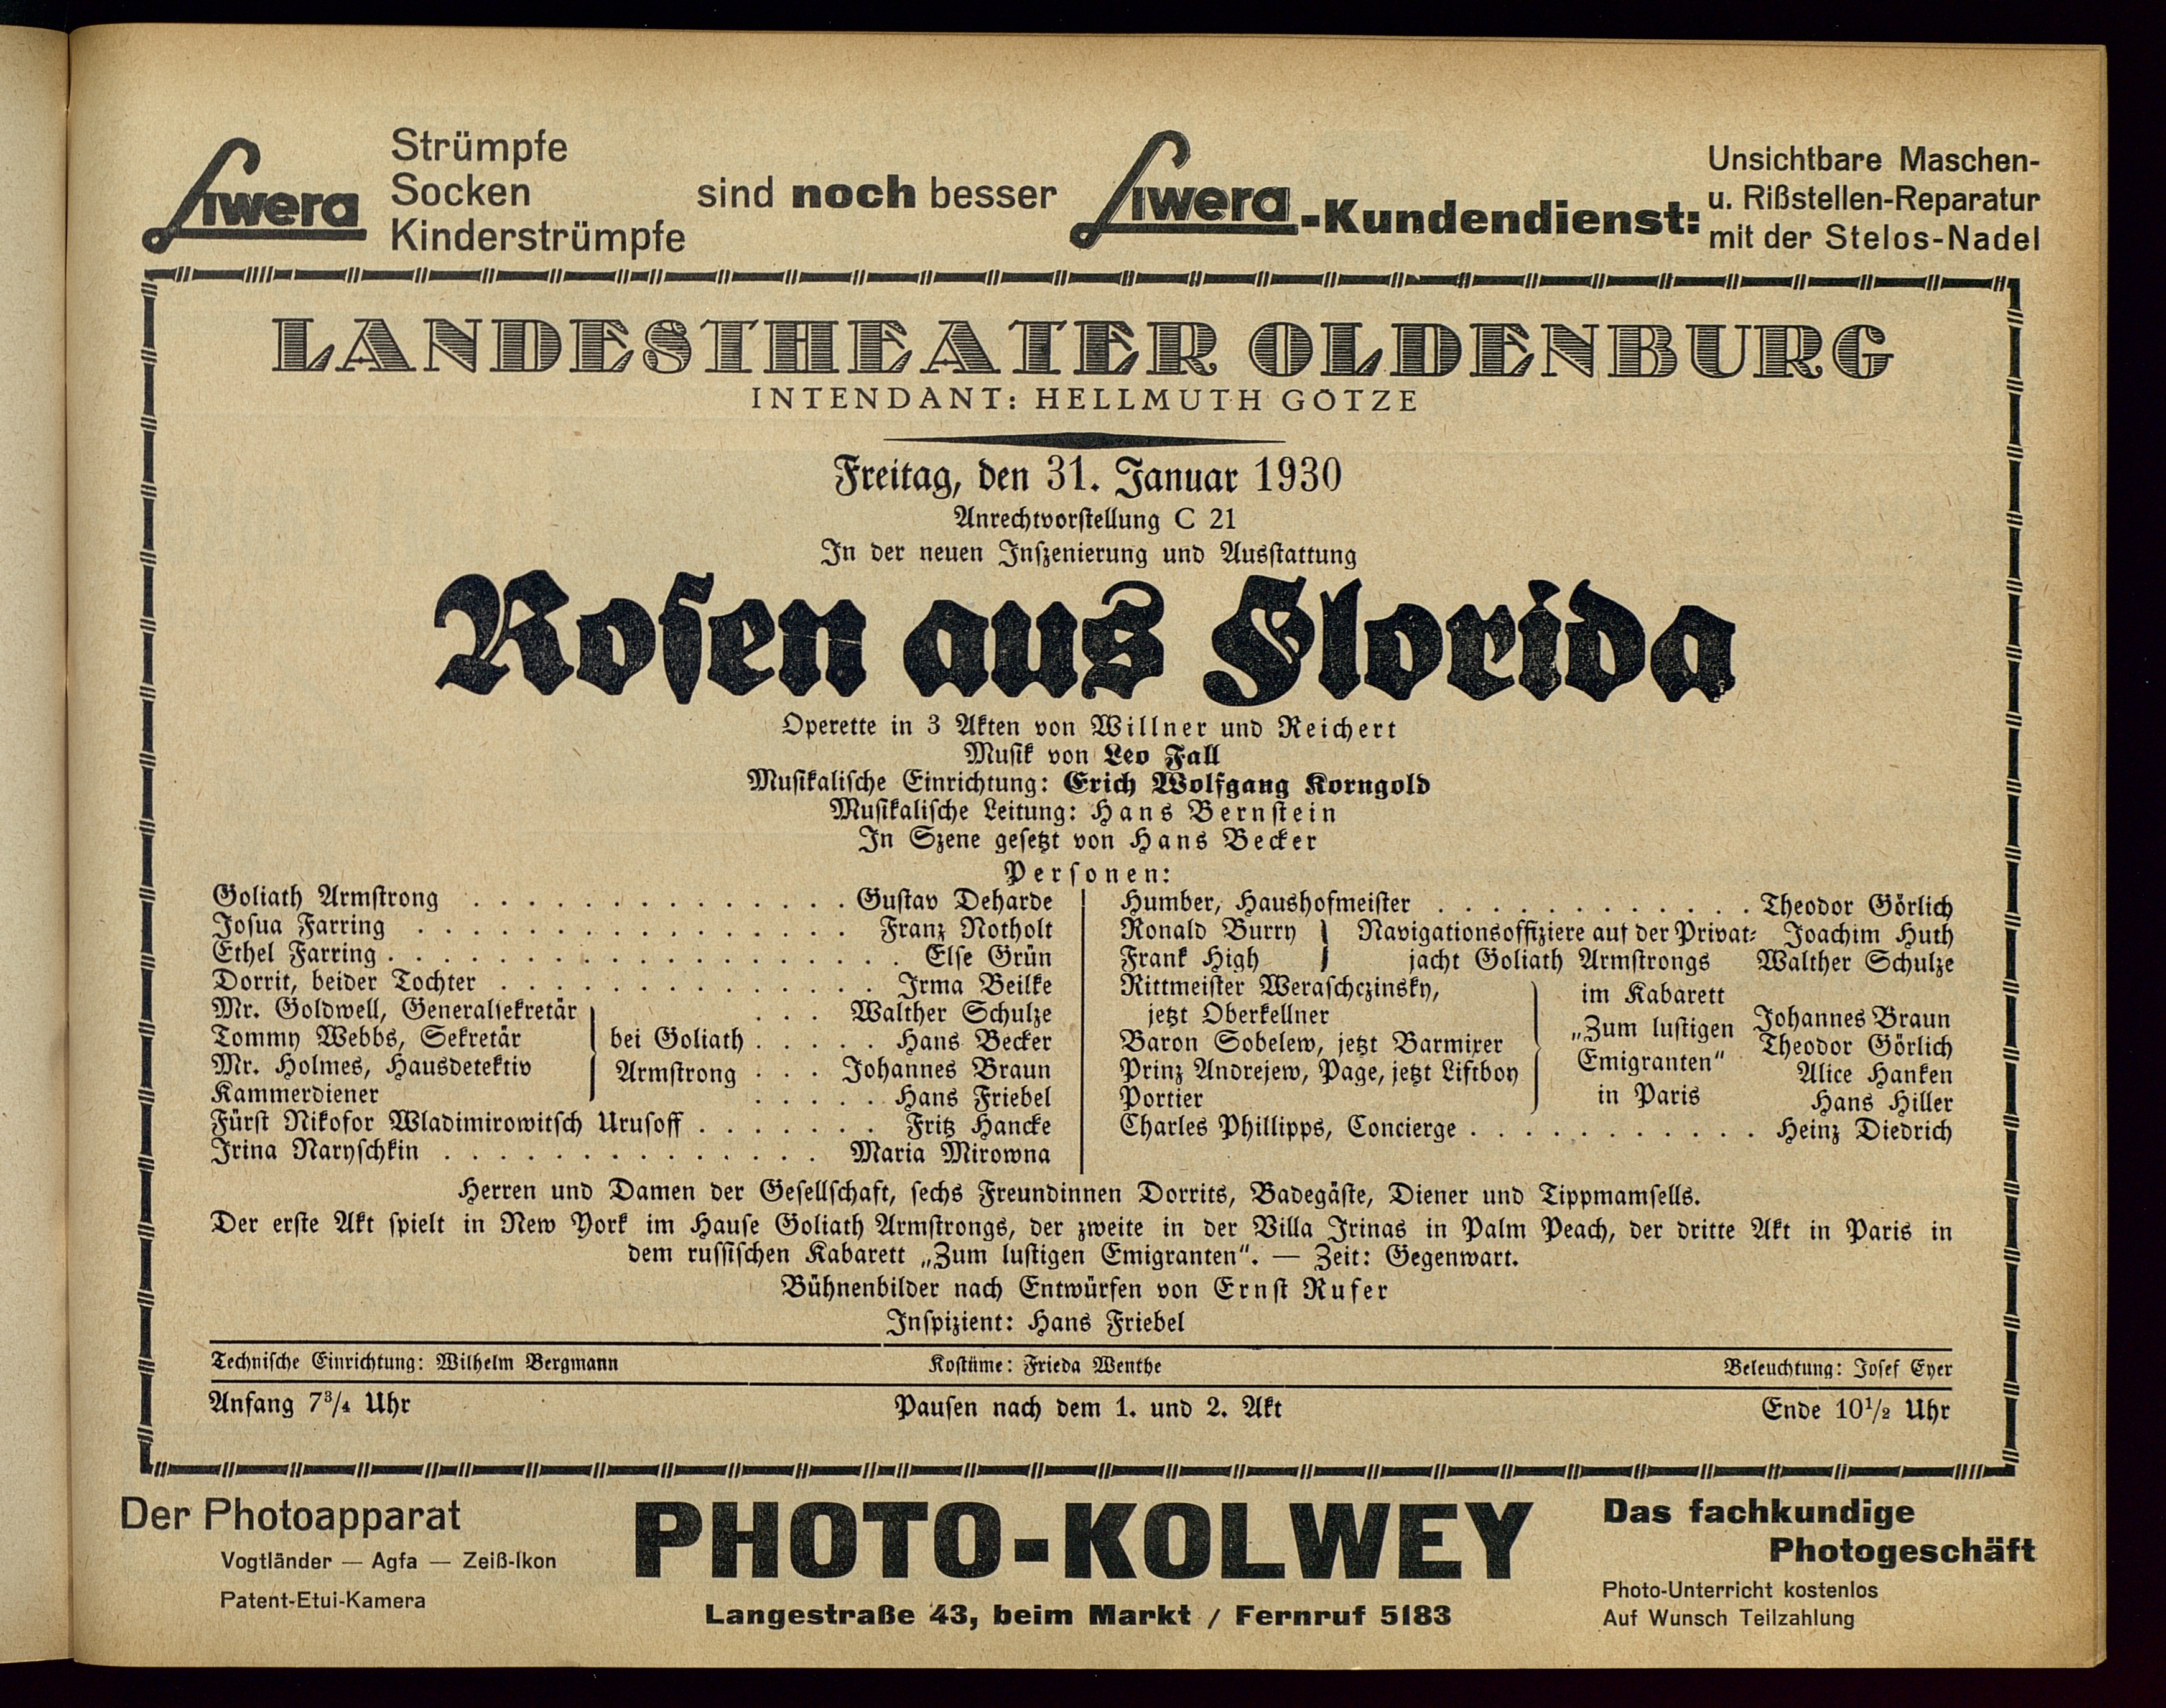 Siwera
Strümpfe
Socken
Kinderstrümpfe
sind noch besser
Siwera-Kundendienst:
Unsichtbare Maschen-
u. Rißstellen-Reparatur
mit der Stelos-Nadel
LANDESTHEATER OLDENBURG
INTENDANT: HELLMUTH GÖTZE
Freitag, den 31. Januar 1930
Anrechtvorstellung C 21
In der neuen Inszenierung und Ausstattung
Rosen aus Florida
Operette in 3 Akten von Willner und Reichert
Musik von Leo Fall
Musikalische Einrichtung: Erich Wolfgang Korngold
Musikalische Leitung: Hans Bernstein
In Szene gesetzt von Hans Becker
Personen:
Goliath Armstrong . . . . . . . . . . . . . . Gustav Deharde
Josua Farring . . . . . . . . . . . . . . . . Franz Notholt
Ethel Farring . . . . . . . . . . . . . . . . . . . Else Grün
Dorrit, beider Tochter . . . . . . . . . . . . . Irma Beilke
Mr. Goldwell, Generalsekretär . . . Walther Schulze
Tommy Webbs, Sekretär bei Goliath . . . . . Hans Becker
Mr. Holmes, Hausdetektiv Armstrong . . . Johannes Braun
Kammerdiener . . . . . Hans Friebel
Fürst Nikofor Wladimirowitsch Urusoff . . . . . . . Fritz Hancke
Irina Naryschkin . . . . . . . . . . . . . . Maria Mirowna
Humber, Haushofmeister . . . . . . . . . . . . Theodor Görlich
Ronald Burry Navigationsoffiziere auf der Privat- Joachim Huth
Frank High jacht Goliath Armstrongs Walther Schulze
Rittmeister Weraschczinsky, im Kabarett
jetzt Oberkellner „Zum lustigen Johannes Braun
Baron Sobelew, jetzt Barmixer Emigranten“ Theodor Görlich
Prinz Andrejew, Page, jetzt Liftboy in Paris Alice Hanken
Portier Hans Hiller
Charles Phillipps, Concierge . . . . . . . . . . . Heinz Diedrich
Herren und Damen der Gesellschaft, sechs Freundinnen Dorrits, Badegäste, Diener und Tippmamsells.
Der erste Akt spielt in New York im Hause Goliath Armstrongs, der zweite in der Villa Irinas in Palm Peach, der dritte Akt in Paris in
dem russischen Kabarett „Zum lustigen Emigranten“. — Zeit: Gegenwart.
Bühnenbilder nach Entwürfen von Ernst Rufer
Inspizient: Hans Friebel
Technische Einrichtung: Wilhelm Bergmann Kostüme: Frieda Wenthe Beleuchtung: Josef Eyer
Anfang 7³/₄ Uhr Pausen nach dem 1. und 2. Akt Ende 10¹/₂ Uhr
Der Photoapparat
Vogtländer — Agfa — Zeiß-Ikon
Patent-Etui-Kamera
PHOTO-KOLWEY
Langestraße 43, beim Markt / Fernruf 5183
Das fachkundige
Photogeschäft
Photo-Unterricht kostenlos
Auf Wunsch Teilzahlung